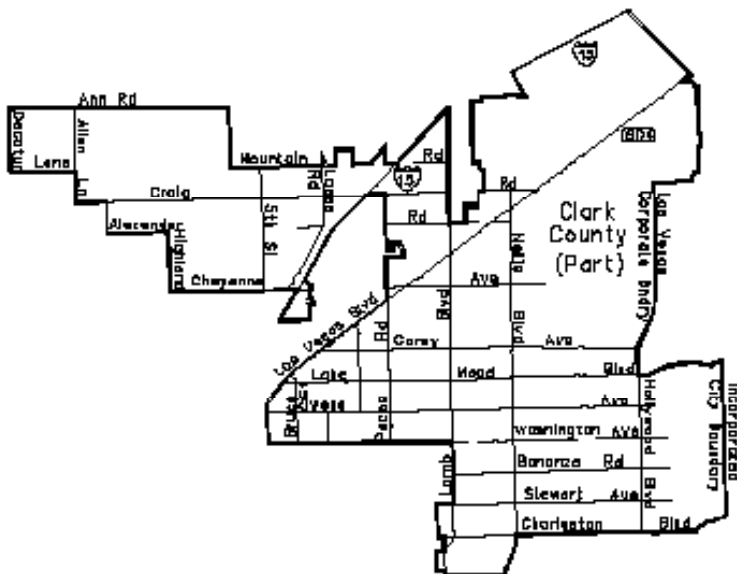 15
Ann Rd
604
Decatur
Allen
Ln
Lone
Mountain
Rd
Losee
Rd
15
Craig
Rd
5th St
Rd
Clark
County
(Part)
Las Vegas
Corporate Bndry
Alexander
Highland
Nellis
Blvd
Cheyenne
Ave
Blvd
Las Vegas Blvd
Rd
Carey
Ave
Lake
Mead
Blvd
Ave
Bruce
Pecos
Hollywood
Blvd
City Boundary
Incorporated
Washington Ave
Bonanza Rd
Lamb
Stewart Ave
Charleston Blvd